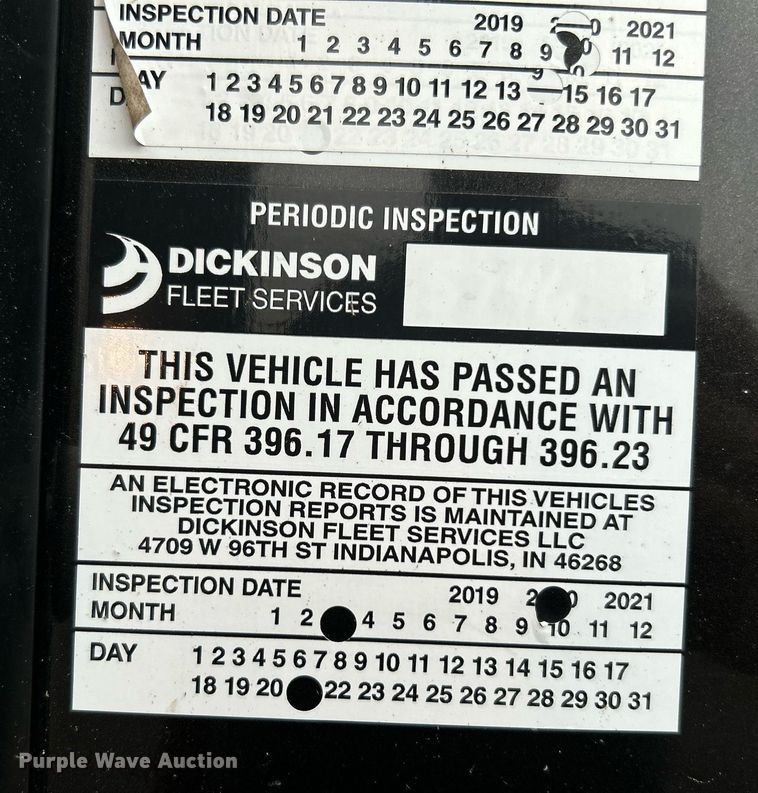 INSPECTION DATE 2019 2021
MONTH 1 2 3 4 5 6 7 8 9 11 12
DAY 1 2 3 4 5 6 7 8 9 10 11 12 13 15 16 17
18 19 20 21 22 23 24 25 26 27 28 29 30 31
PERIODIC INSPECTION
DICKINSON
FLEET SERVICES
THIS VEHICLE HAS PASSED AN
INSPECTION IN ACCORDANCE WITH
49 CFR 396.17 THROUGH 396.23
AN ELECTRONIC RECORD OF THIS VEHICLES
INSPECTION REPORTS IS MAINTAINED AT
DICKINSON FLEET SERVICES LLC
4709 W 96TH ST INDIANAPOLIS, IN 46268
INSPECTION DATE 2019 2021
MONTH 1 2 4 5 6 7 8 9 10 11 12
DAY 1 2 3 4 5 6 7 8 9 10 11 12 13 14 15 16 17
18 19 20 22 23 24 25 26 27 28 29 30 31
Purple Wave Auction